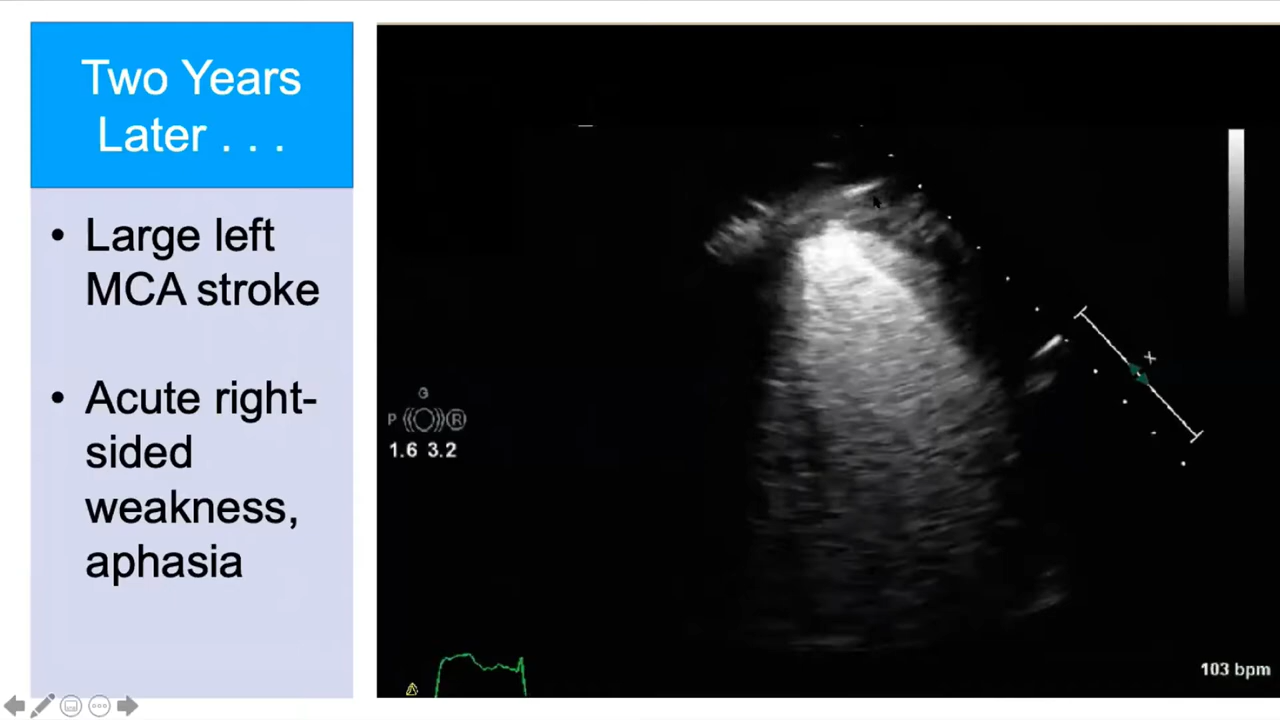 Two Years
Later . . .
• Large left
MCA stroke
• Acute right-
sided
weakness,
aphasia
G
P R
1.6 3.2
X
103 bpm